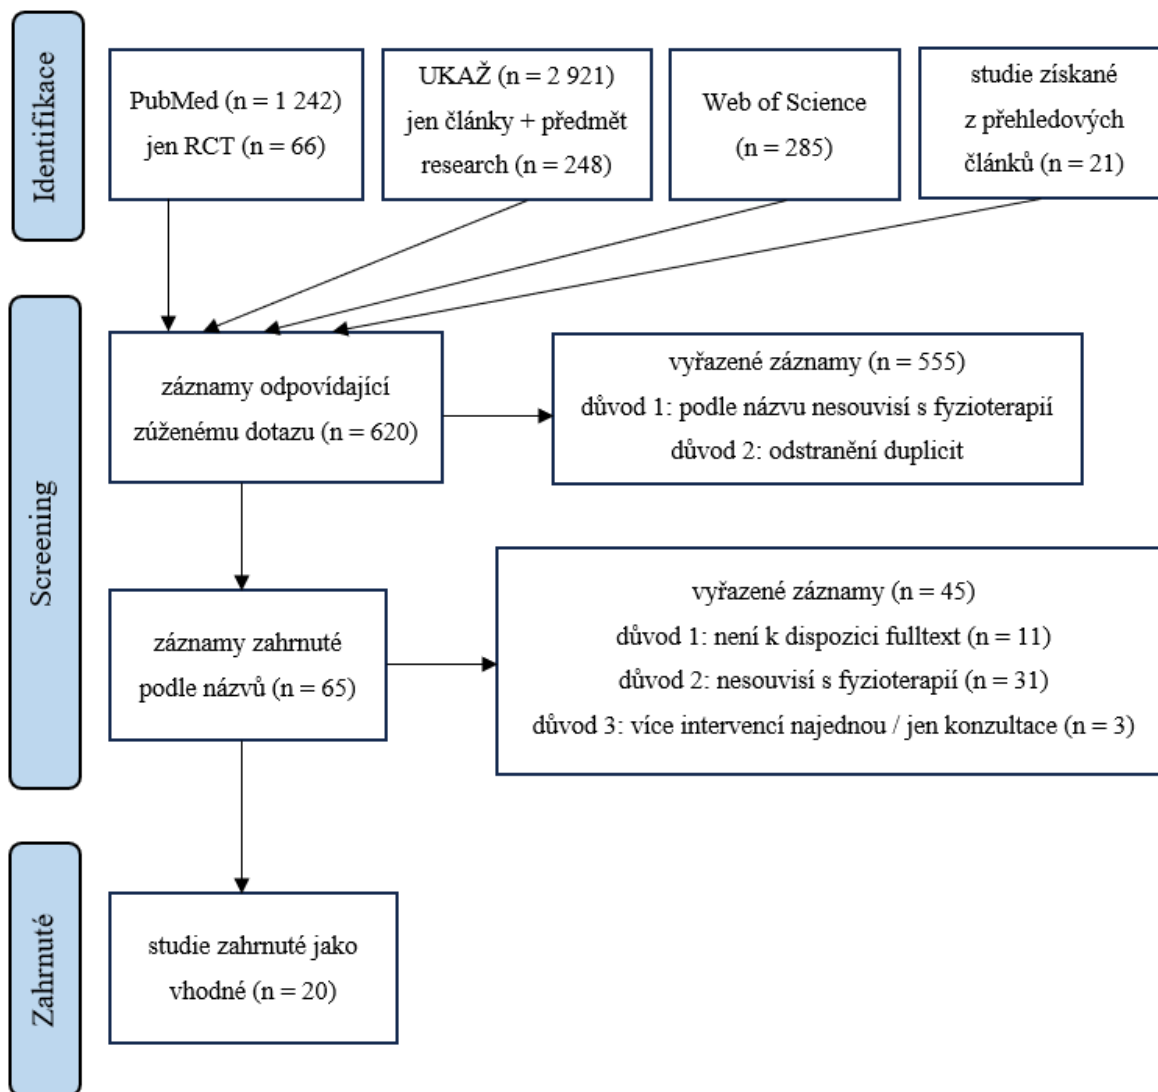 Identifikace
PubMed (n = 1 242)
jen RCT (n = 66)
UKAŽ (n = 2 921)
jen články + předmět
research (n = 248)
Web of Science
(n = 285)
studie získané
z přehledových
článků (n = 21)
Screening
záznamy odpovídající
zúženému dotazu (n = 620)
vyřazené záznamy (n = 555)
důvod 1: podle názvu nesouvisí s fyzioterapií
důvod 2: odstranění duplicit
záznamy zahrnuté
podle názvů (n = 65)
vyřazené záznamy (n = 45)
důvod 1: není k dispozici fulltext (n = 11)
důvod 2: nesouvisí s fyzioterapií (n = 31)
důvod 3: více intervencí najednou / jen konzultace (n = 3)
Zahrnuté
studie zahrnuté jako
vhodné (n = 20)